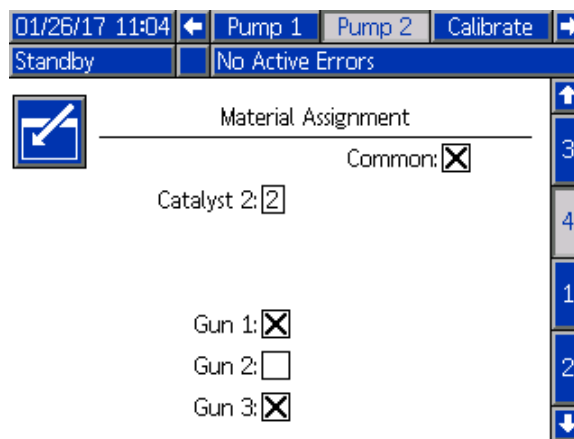 01/26/17 11:04 Pump 1 Pump 2 Calibrate
Standby No Active Errors
Material Assignment
Common:
3
Catalyst 2: 2
4
1
Gun 1:
Gun 2:
2
Gun 3: